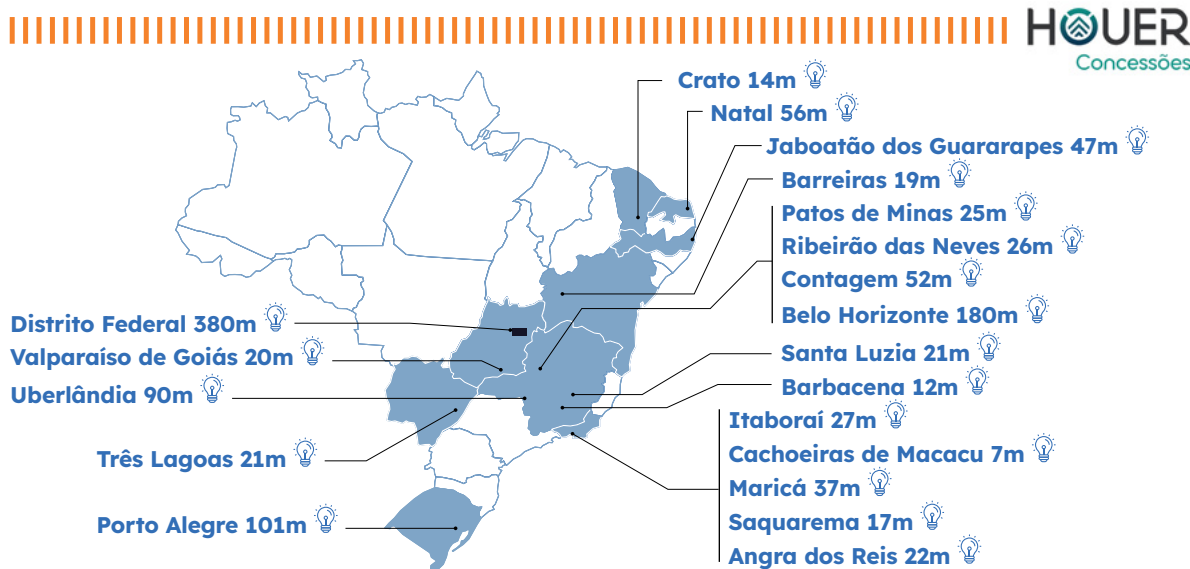 HOUER
Concessões
Crato 14m
Natal 56m
Jaboatão dos Guararapes 47m
Barreiras 19m
Patos de Minas 25m
Ribeirão das Neves 26m
Contagem 52m
Belo Horizonte 180m
Distrito Federal 380m
Valparaíso de Goiás 20m
Uberlândia 90m
Santa Luzia 21m
Barbacena 12m
Itaboraí 27m
Cachoeiras de Macacu 7m
Maricá 37m
Saquarema 17m
Angra dos Reis 22m
Três Lagoas 21m
Porto Alegre 101m